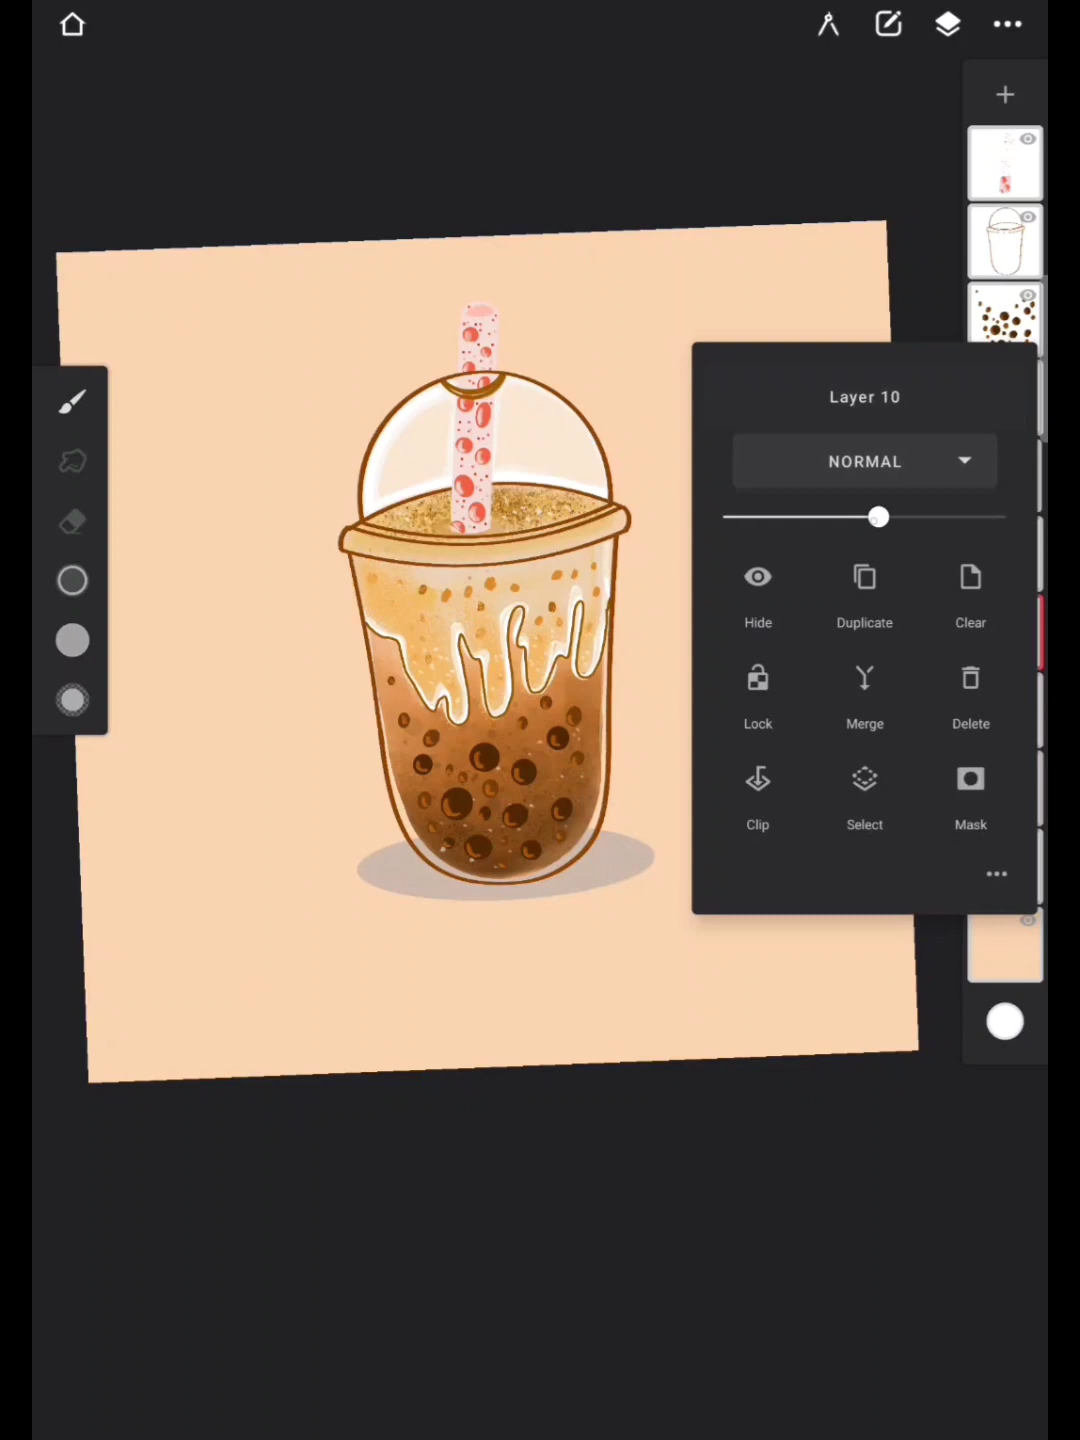 Layer 10
NORMAL
Hide Duplicate Clear
Lock Merge Delete
Clip Select Mask